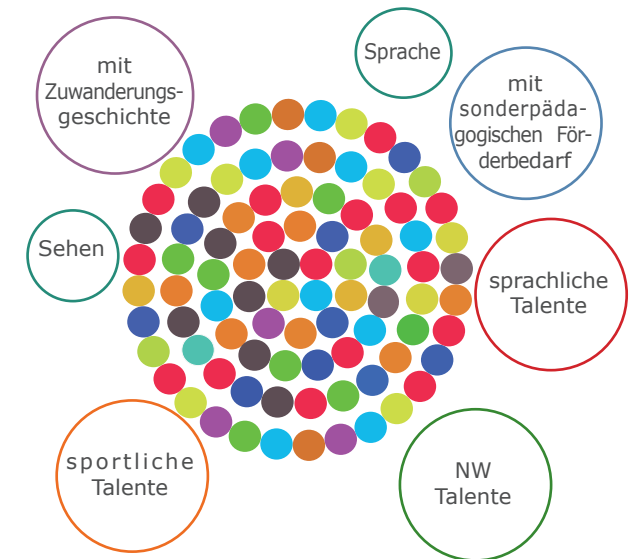 mit
Zuwanderungs-
geschichte
Sprache
mit
sonderpäda-
gogischen För-
derbedarf
Sehen
sprachliche
Talente
sportliche
Talente
NW
Talente